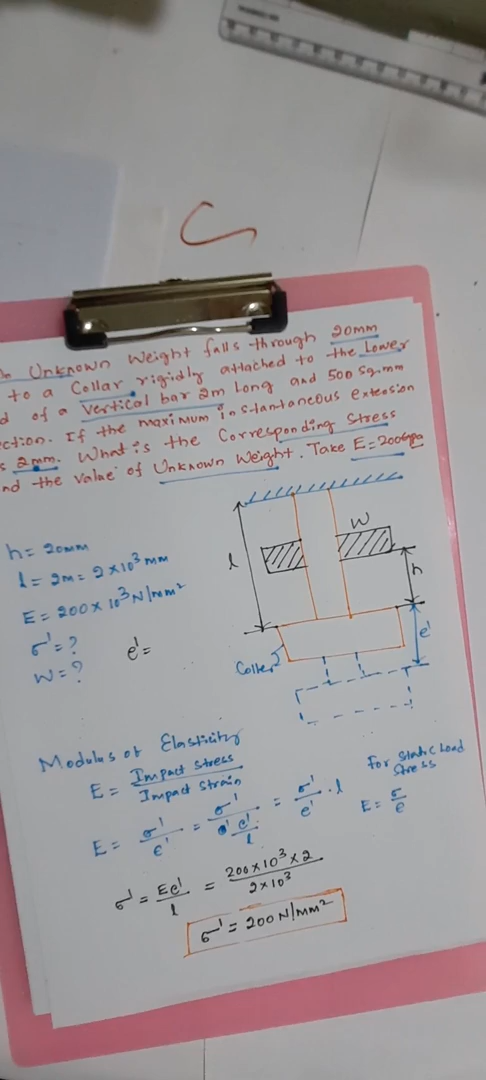 Unknown Weight falls through 20mm
to a Collar rigidly attached to the Lower
of a Vertical bar 2m Long and 500 Sq.mm
ction. If the maximum instantaneous extension
2mm. What is the Corresponding Stress
nd the value of Unknown Weight. Take E=200Gpa
h = 20mm
l = 2m = 2×10³ mm
E = 200×10³ N/mm²
σ' = ?
e' =
W = ?
l
W
h
e'
Coller
Modulus of Elasticity
E = Impact Stress / Impact Strain
For Static Load Stress
E = σ/e
E = σ'/e' = σ'/(e'/l) = σ'/e' · l
σ' = Ee'/l = 200×10³×2 / 2×10³
σ' = 200 N/mm²